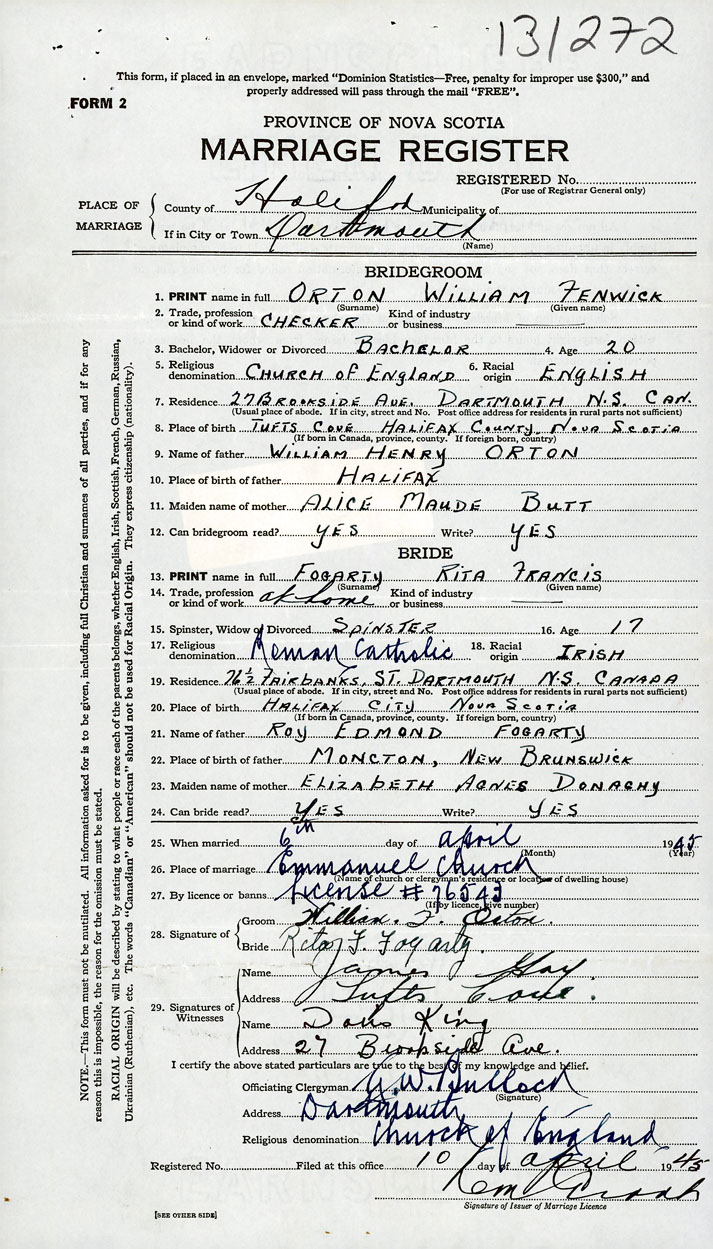 131272
This form, if placed in an envelope, marked “Dominion Statistics—Free, penalty for improper use $300,” and
properly addressed will pass through the mail “FREE”.
FORM 2
PROVINCE OF NOVA SCOTIA
MARRIAGE REGISTER
REGISTERED No.
(For use of Registrar General only)
PLACE OF MARRIAGE
County of Halifax Municipality of
If in City or Town Dartmouth
(Name)
BRIDEGROOM
1. PRINT name in full ORTON WILLIAM FENWICK
(Surname) (Given name)
2. Trade, profession or kind of work CHECKER Kind of industry or business
3. Bachelor, Widower or Divorced BACHELOR 4. Age 20
5. Religious denomination CHURCH OF ENGLAND 6. Racial origin ENGLISH
7. Residence 27 BROOKSIDE AVE. DARTMOUTH N.S. CAN.
(Usual place of abode. If in city, street and No. Post office address for residents in rural parts not sufficient)
8. Place of birth TUFTS COVE HALIFAX COUNTY, NOVA SCOTIA
(If born in Canada, province, county. If foreign born, country)
9. Name of father WILLIAM HENRY ORTON
10. Place of birth of father HALIFAX
11. Maiden name of mother ALICE MAUDE BUTT
12. Can bridegroom read? YES Write? YES
BRIDE
13. PRINT name in full FOGARTY RITA FRANCIS
(Surname) (Given name)
14. Trade, profession or kind of work at home Kind of industry or business
15. Spinster, Widow or Divorced SPINSTER 16. Age 17
17. Religious denomination Roman Catholic 18. Racial origin IRISH
19. Residence 76½ FAIRBANKS, ST. DARTMOUTH N.S. CANADA
(Usual place of abode. If in city, street and No. Post office address for residents in rural parts not sufficient)
20. Place of birth HALIFAX CITY NOVA SCOTIA
(If born in Canada, province, county. If foreign born, country)
21. Name of father ROY EDMOND FOGARTY
22. Place of birth of father MONCTON, NEW BRUNSWICK
23. Maiden name of mother ELIZABETH AGNES DONAGHY
24. Can bride read? YES Write? YES
25. When married 6th day of april 1945
(Month) (Year)
26. Place of marriage Emmanuel Church
(Name of church or clergyman's residence or location of dwelling house)
27. By licence or banns License # 76543
(If by licence, give number)
28. Signature of
Groom William. F. Orton.
Bride Rita F. Fogarty.
29. Signatures of Witnesses
Name James
Address Tufts Cove.
Name Doris King
Address 27 Brookside Ave.
I certify the above stated particulars are true to the best of my knowledge and belief.
Officiating Clergyman W. Bullock
(Signature)
Address Dartmouth
Religious denomination Church of England
Registered No. Filed at this office 10 day of april 1945
Signature of Issuer of Marriage Licence
[SEE OTHER SIDE]
NOTE.—This form must not be mutilated. All information asked for is to be given, including full Christian and surnames of all parties, and if for any
reason this is impossible, the reason for the omission must be stated.
RACIAL ORIGIN will be described by stating to what people or race each of the parents belongs, whether English, Irish, Scottish, French, German, Russian,
Ukrainian (Ruthenian), etc. The words “Canadian” or “American” should not be used for Racial Origin. They express citizenship (nationality).